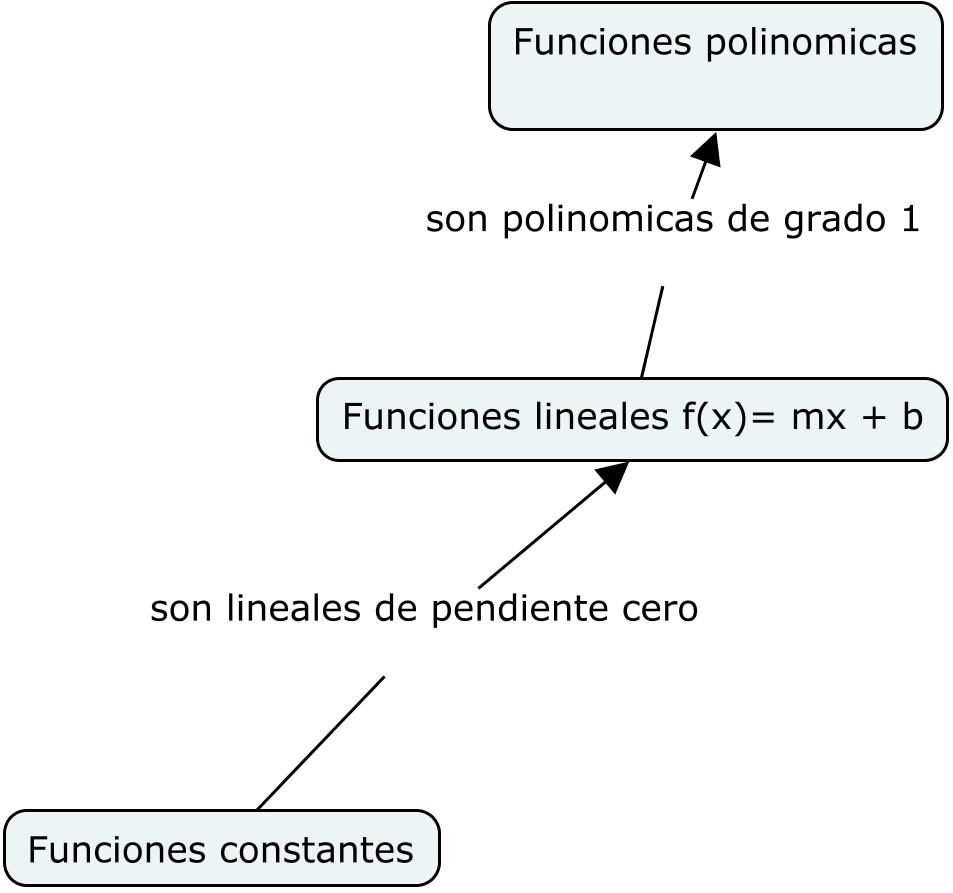 Funciones polinomicas
son polinomicas de grado 1
Funciones lineales f(x)= mx + b
son lineales de pendiente cero
Funciones constantes